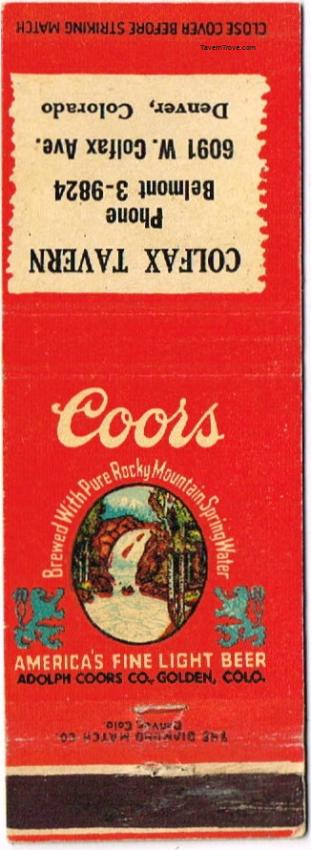 CLOSE COVER BEFORE STRIKING MATCH
TavernTrove.com
COLFAX TAVERN
Phone
Belmont 3-9824
6091 W. Colfax Ave.
Denver, Colorado
Coors
Brewed With Pure Rocky Mountain Spring Water
AMERICA'S FINE LIGHT BEER
ADOLPH COORS CO., GOLDEN, COLO.
THE DIAMOND MATCH CO.
Denver, Colo.